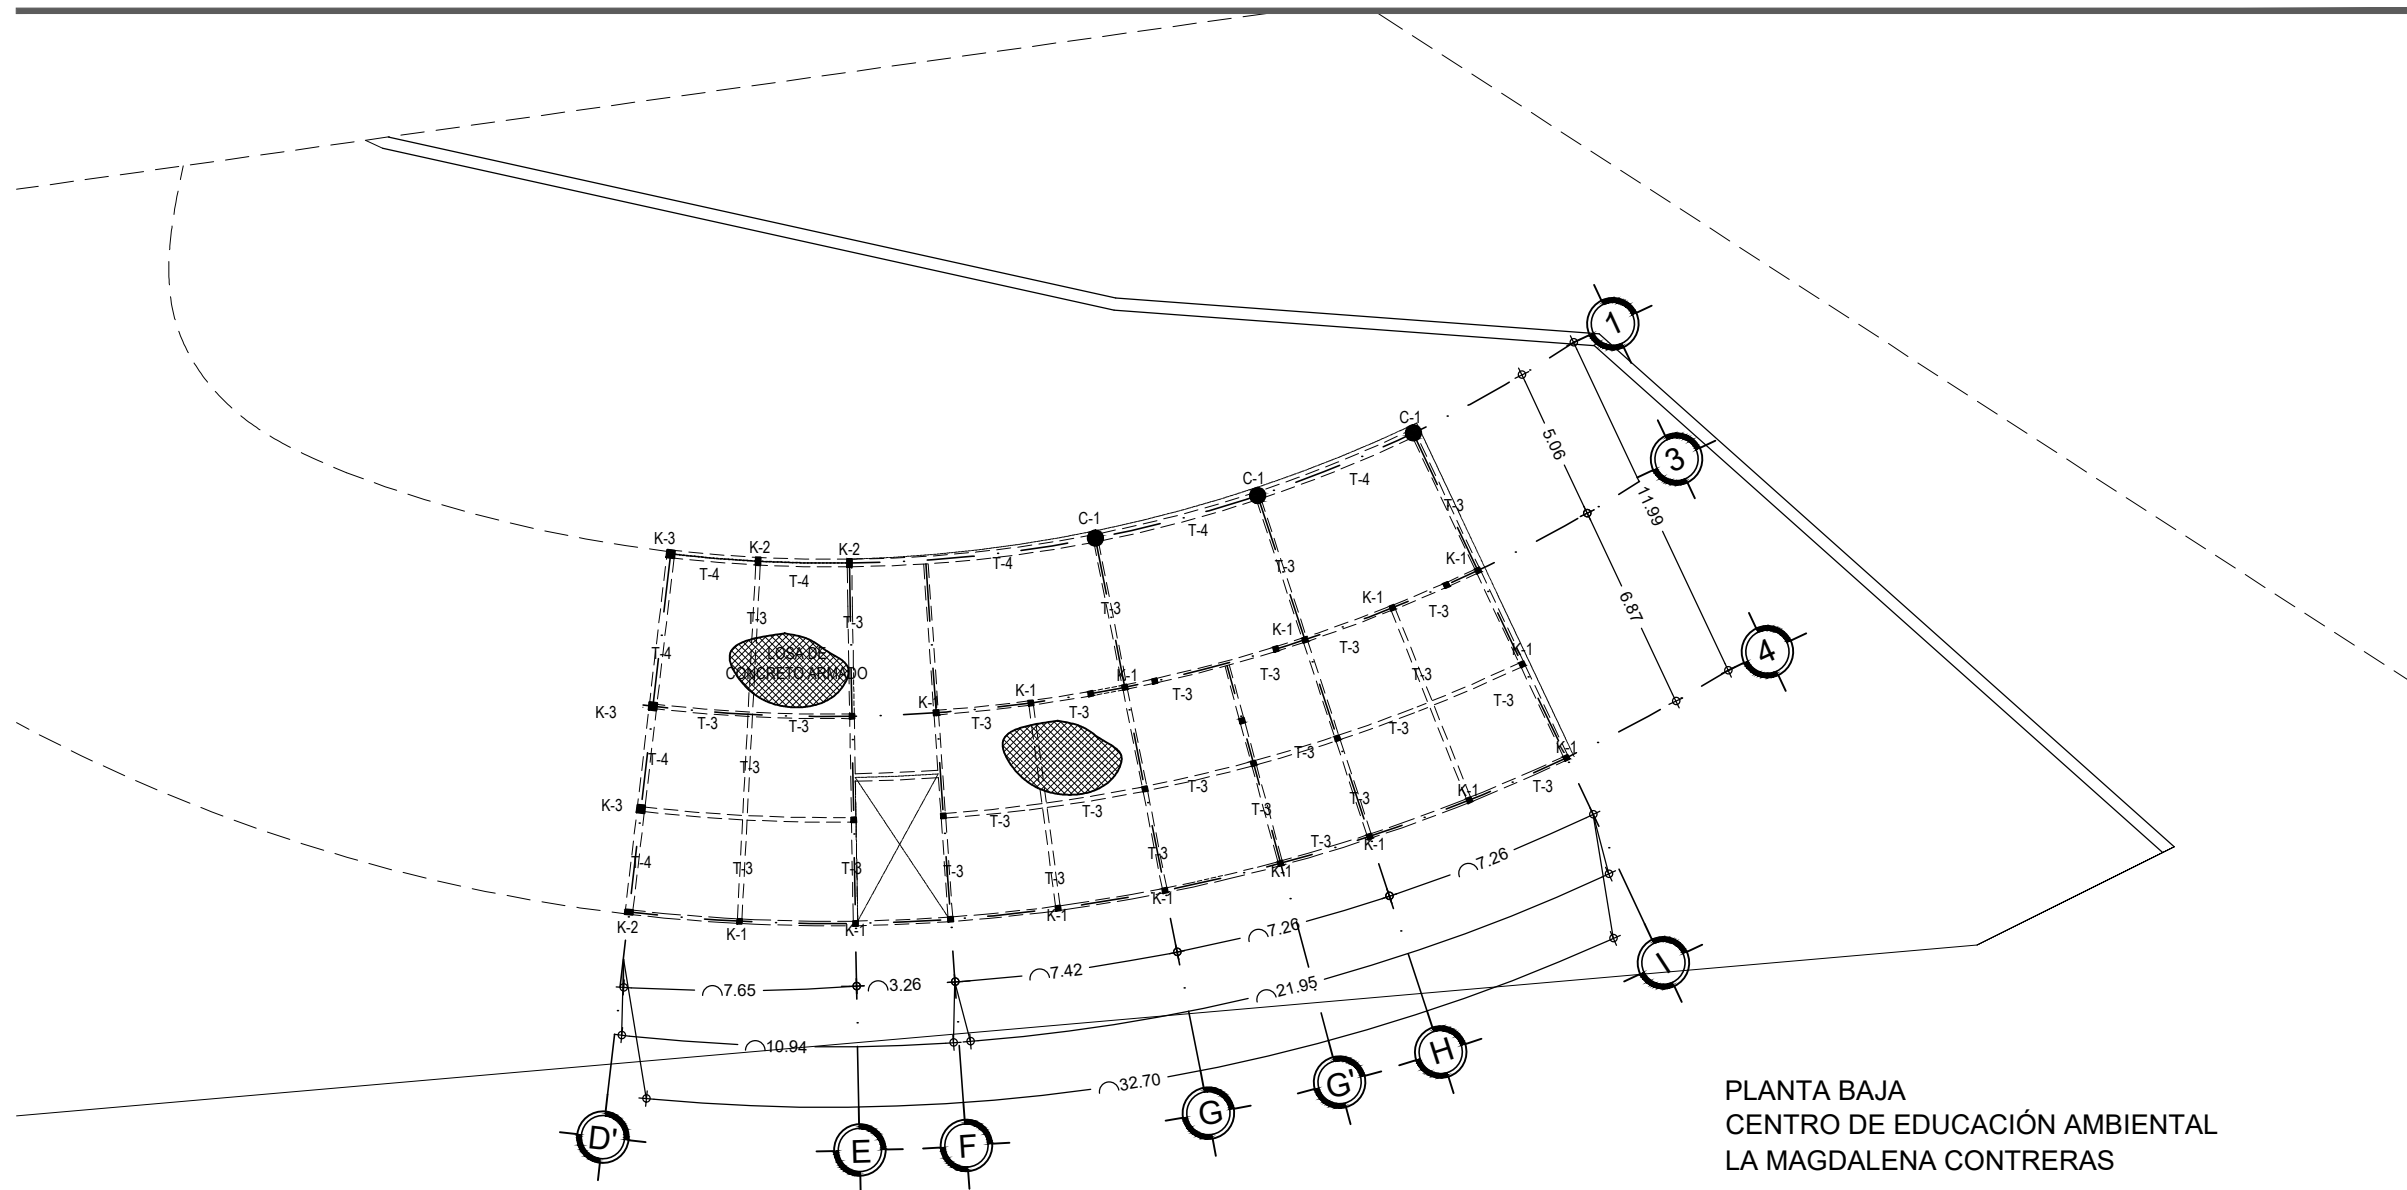 1
C-1
5.06
3
T-4
C-1
11.99
T-3
C-1
T-4
K-3
K-2
K-2
T-4
T-3
K-1
T-4
T-4
K-1
T-3
6.87
T-3
T-3
T-3
K-1
T-3
K-1
4
T-4
LOSA DE
CONCRETO ARMADO
T-3
T-3
K-1
T-3
K-1
K-1
T-3
T-3
K-3
T-3
T-3
T-3
T-3
T-3
K-1
T-4
T-3
T-3
T-3
T-3
K-1
K-3
T-3
T-3
T-3
T-3
T-3
T-4
T-3
T-3
T-3
T-3
T-3
K-1
K-1
K-2
K-1
K-1
K-1
K-1
7.26
7.26
7.42
7.65
3.26
21.95
I
10.94
32.70
H
G'
G
D'
E
F
PLANTA BAJA
CENTRO DE EDUCACIÓN AMBIENTAL
LA MAGDALENA CONTRERAS